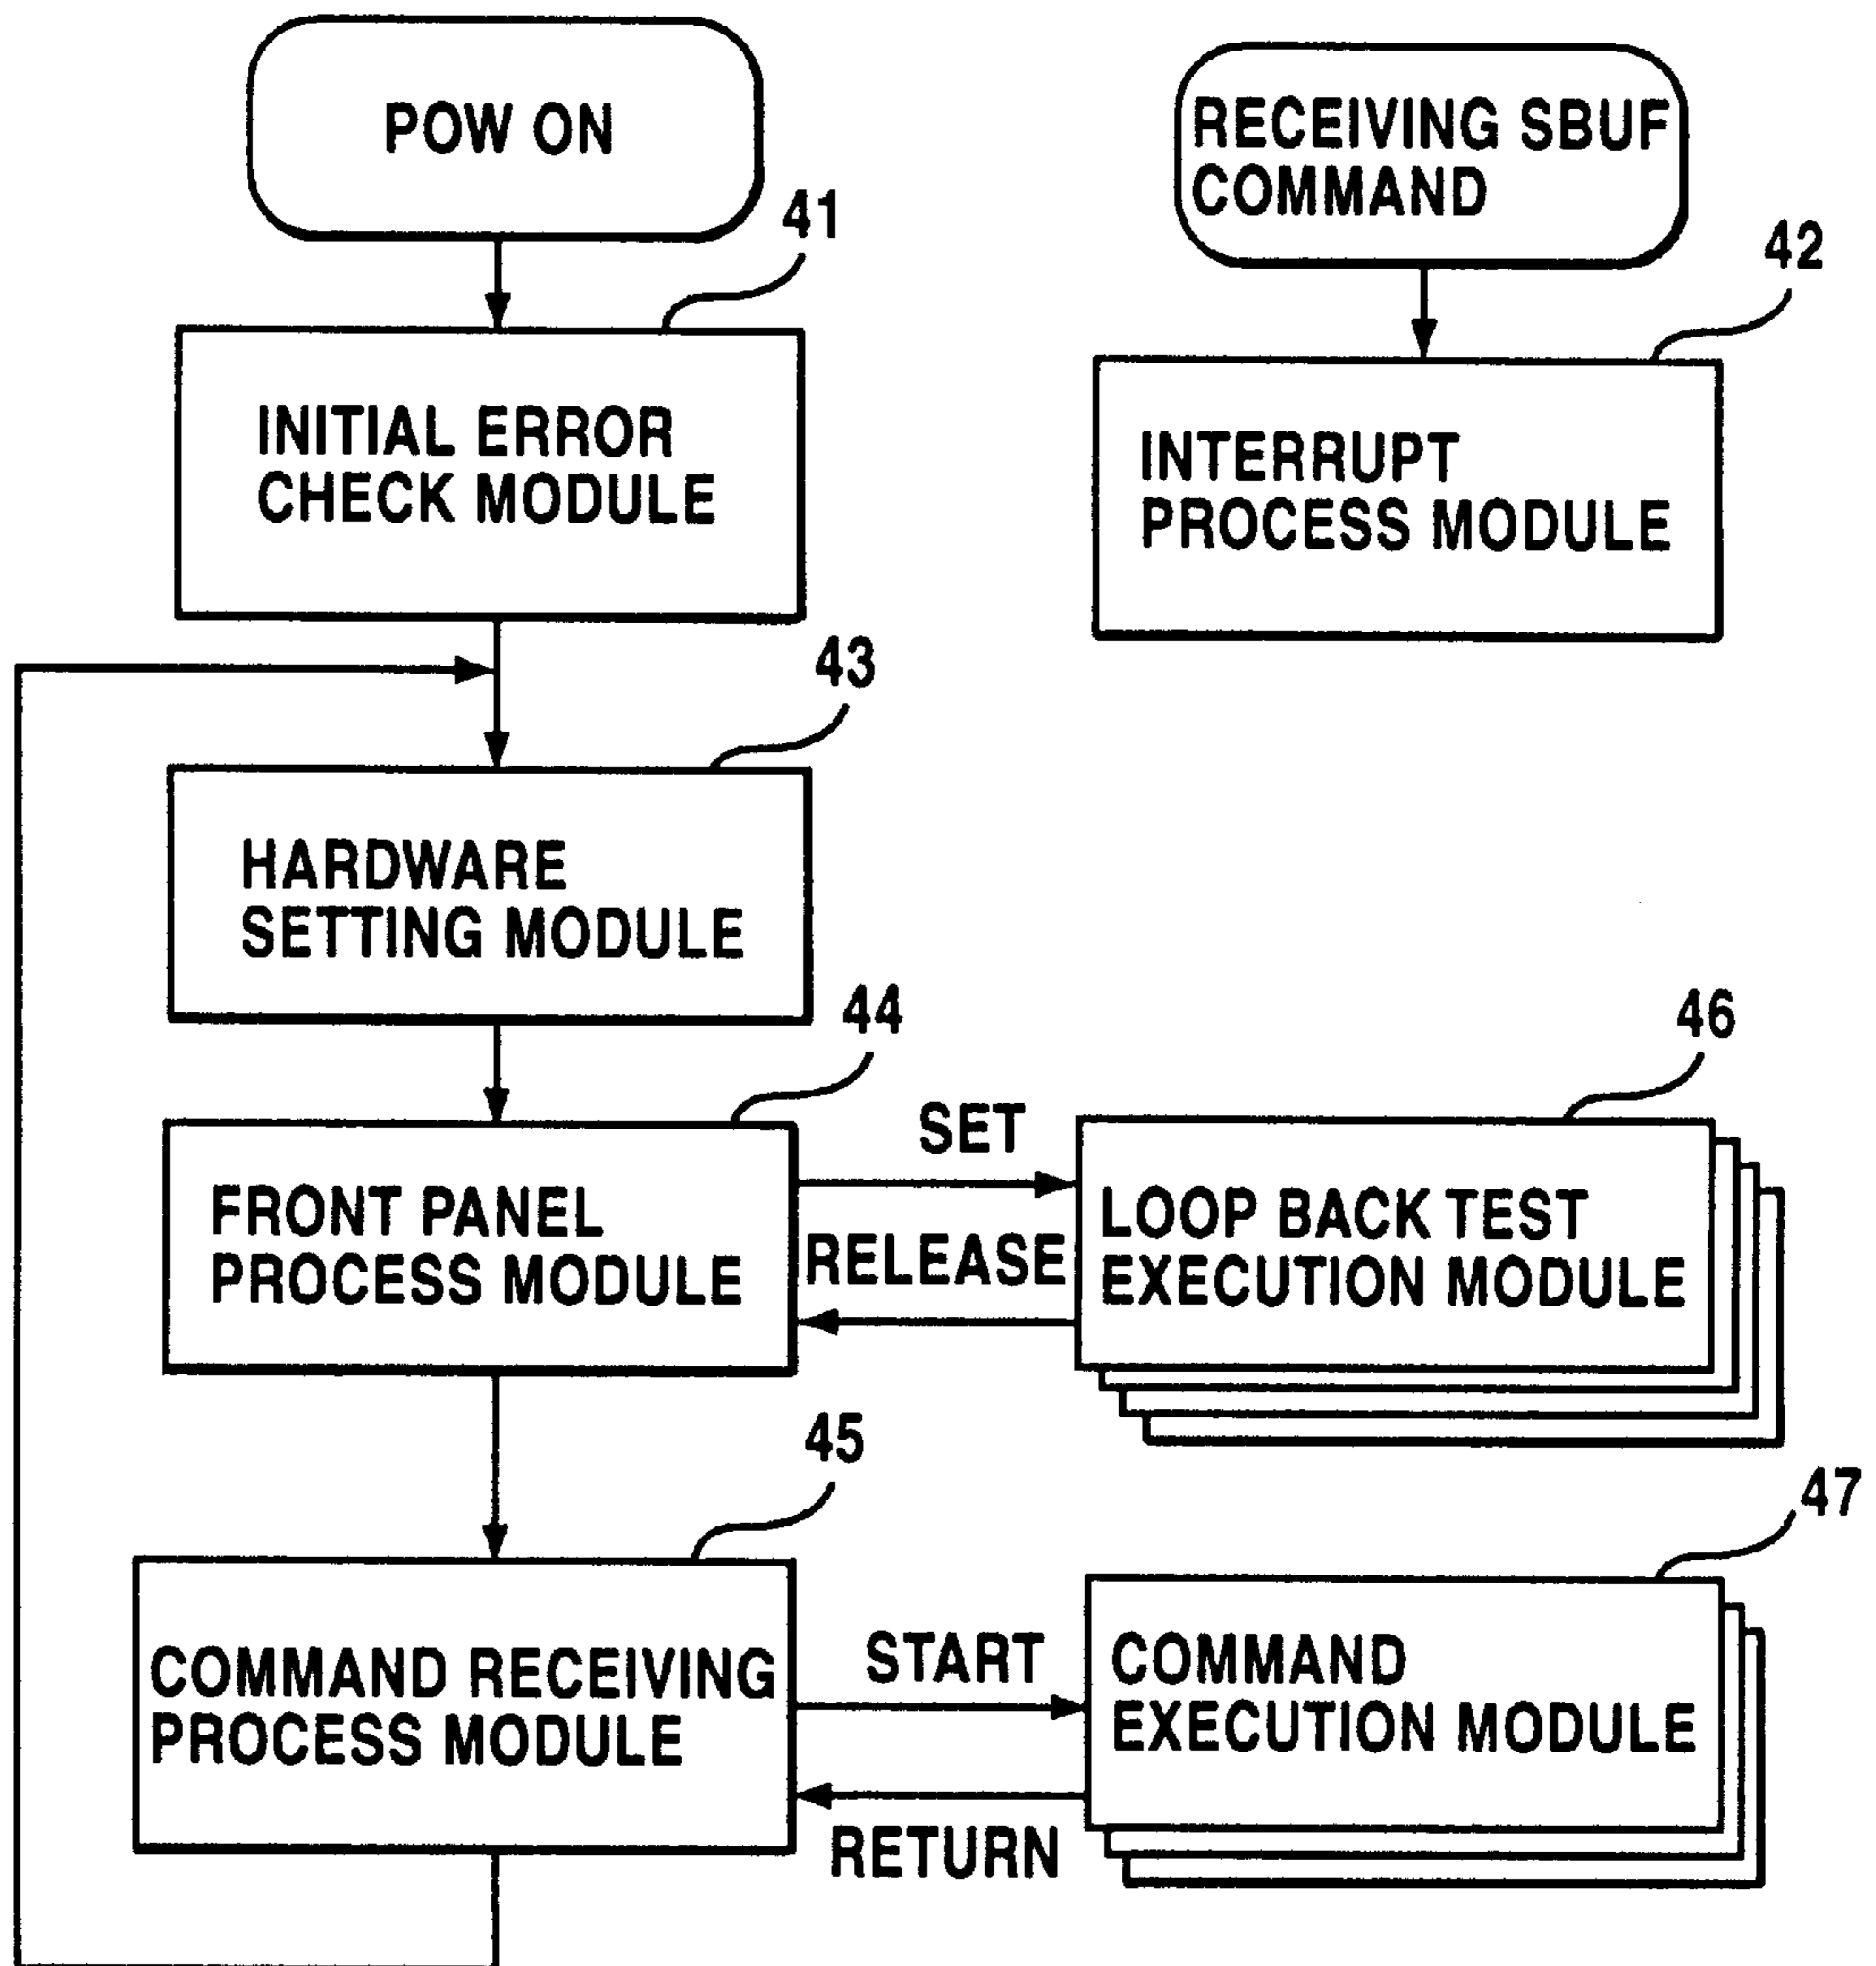 POW ON
RECEIVING SBUF
COMMAND
41
42
INITIAL ERROR
CHECK MODULE
INTERRUPT
PROCESS MODULE
43
HARDWARE
SETTING MODULE
44
46
SET
FRONT PANEL
PROCESS MODULE
RELEASE
LOOP BACK TEST
EXECUTION MODULE
45
47
COMMAND RECEIVING
PROCESS MODULE
START
COMMAND
EXECUTION MODULE
RETURN